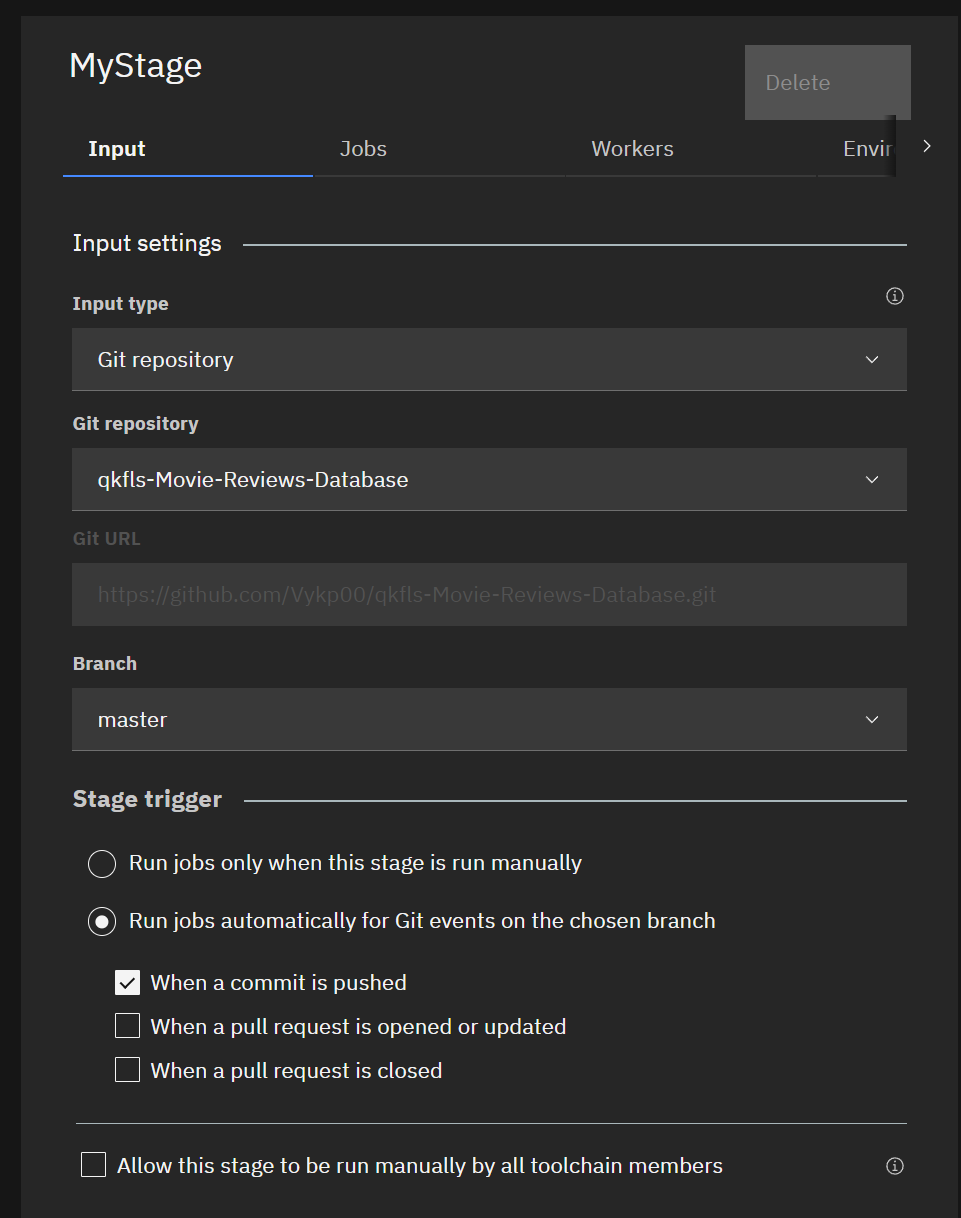 MyStage
Delete
Input
Jobs
Workers
Envir
Input settings
Input type
Git repository
Git repository
qkfls-Movie-Reviews-Database
Git URL
https://github.com/Vykp00/qkfls-Movie-Reviews-Database.git
Branch
master
Stage trigger
Run jobs only when this stage is run manually
Run jobs automatically for Git events on the chosen branch
When a commit is pushed
When a pull request is opened or updated
When a pull request is closed
Allow this stage to be run manually by all toolchain members